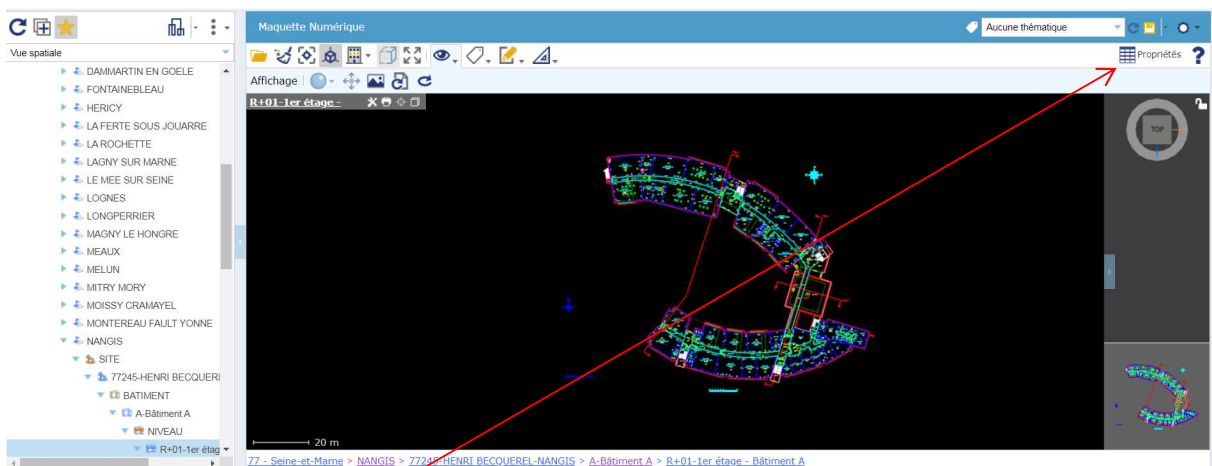 Maquette Numérique
Aucune thématique
Vue spatiale
Propriétés
?
Affichage
DAMMARTIN EN GOELE
FONTAINEBLEAU
HERICY
LA FERTE SOUS JOUARRE
LA ROCHETTE
LAGNY SUR MARNE
LE MEE SUR SEINE
LOGNES
LONGPERRIER
MAGNY LE HONGRE
MEAUX
MELUN
MITRY MORY
MOISSY CRAMAYEL
MONTEREAU FAULT YONNE
NANGIS
SITE
77245-HENRI BECQUER
BATIMENT
A-Bâtiment A
NIVEAU
R+01-1er étag
R+01-1er étage -
TOP
20 m
77 - Seine-et-Marne > NANGIS > 77245-HENRI BECQUEREL-NANGIS > A-Bâtiment A > R+01-1er étage - Bâtiment A